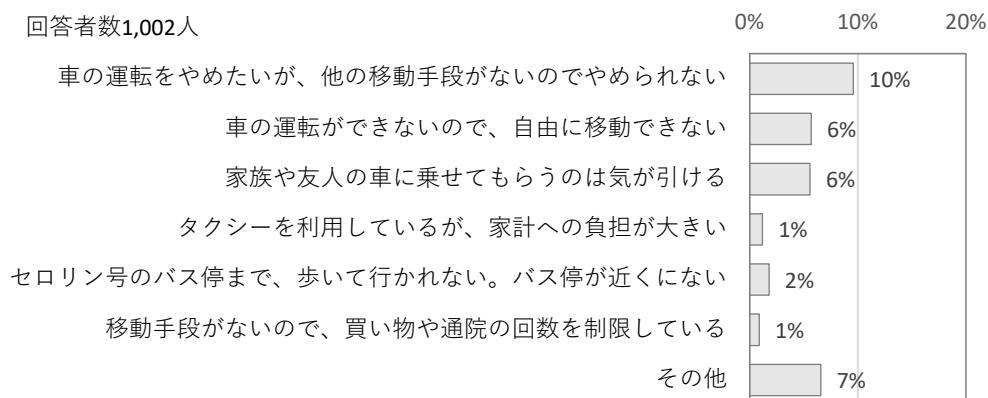 回答者数1,002人
0% 10% 20%
車の運転をやめたいが、他の移動手段がないのでやめられない 10%
車の運転ができないので、自由に移動できない 6%
家族や友人の車に乗せてもらうのは気が引ける 6%
タクシーを利用しているが、家計への負担が大きい 1%
セロリン号のバス停まで、歩いて行かれない。バス停が近くにない 2%
移動手段がないので、買い物や通院の回数を制限している 1%
その他 7%